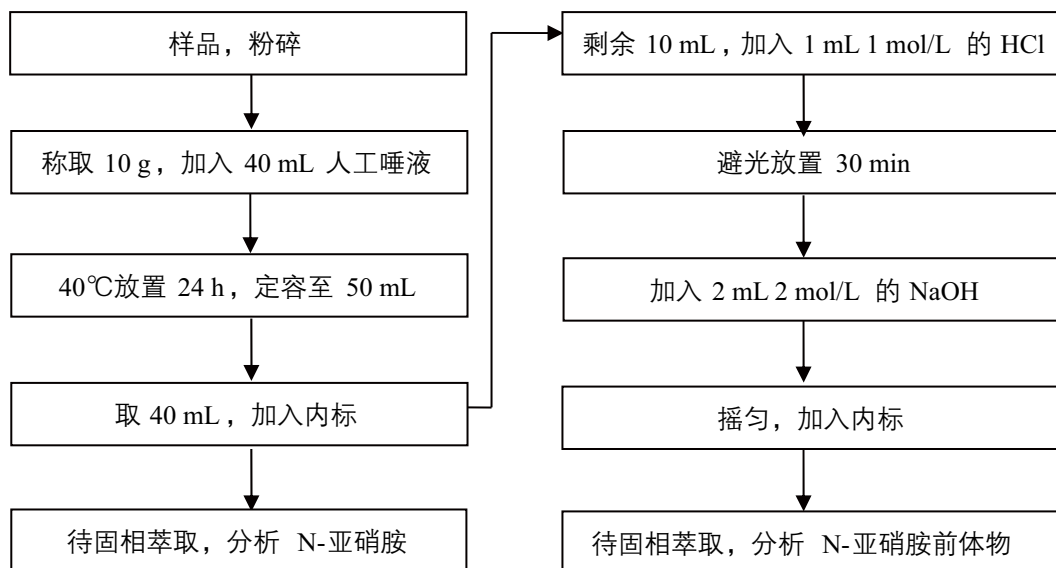 样品，粉碎
称取 10 g，加入 40 mL 人工唾液
40℃放置 24 h，定容至 50 mL
取 40 mL，加入内标
待固相萃取，分析 N-亚硝胺
剩余 10 mL，加入 1 mL 1 mol/L 的 HCl
避光放置 30 min
加入 2 mL 2 mol/L 的 NaOH
摇匀，加入内标
待固相萃取，分析 N-亚硝胺前体物